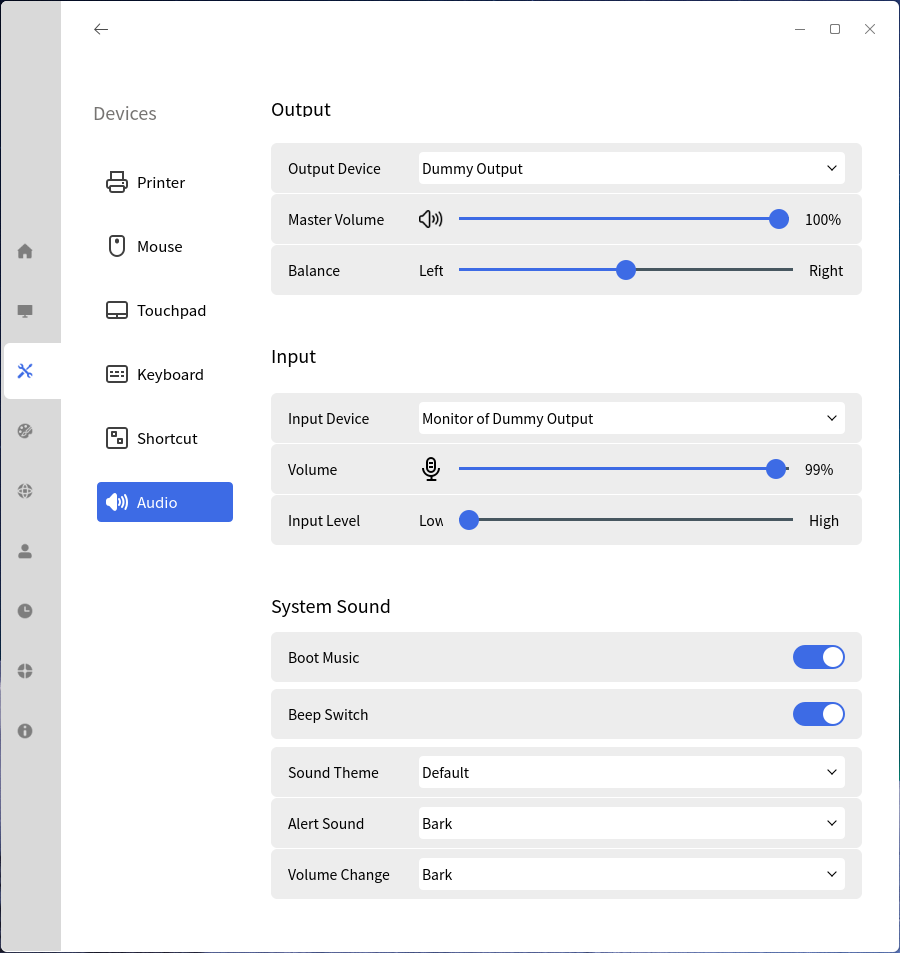 Devices
Printer
Mouse
Touchpad
Keyboard
Shortcut
Audio
Output
Output Device Dummy Output
Master Volume 100%
Balance Left Right
Input
Input Device Monitor of Dummy Output
Volume 99%
Input Level Low High
System Sound
Boot Music
Beep Switch
Sound Theme Default
Alert Sound Bark
Volume Change Bark